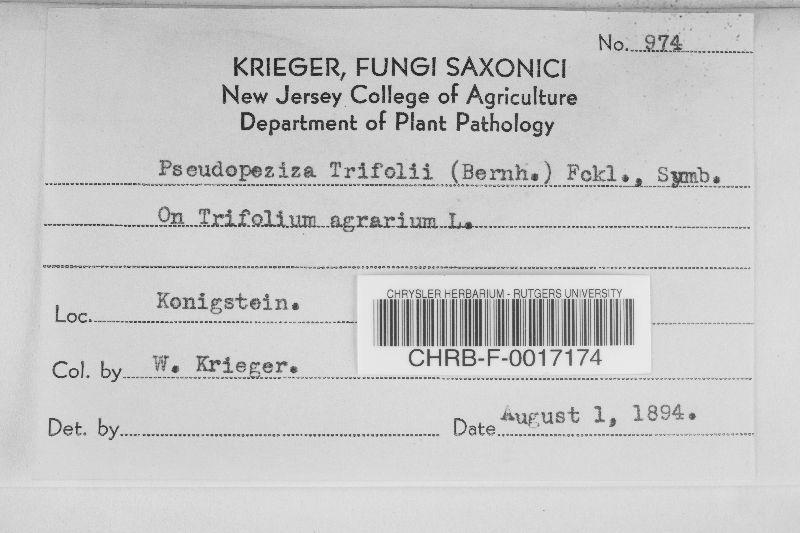 No. 974
KRIEGER, FUNGI SAXONICI
New Jersey College of Agriculture
Department of Plant Pathology
Pseudopeziza Trifolii (Bernh.) Fckl., Symb.
On Trifolium agrarium L.
Loc. Konigstein.
CHRYSLER HERBARIUM - RUTGERS UNIVERSITY
CHRB-F-0017174
Col. by W. Krieger.
Det. by
Date August 1, 1894.